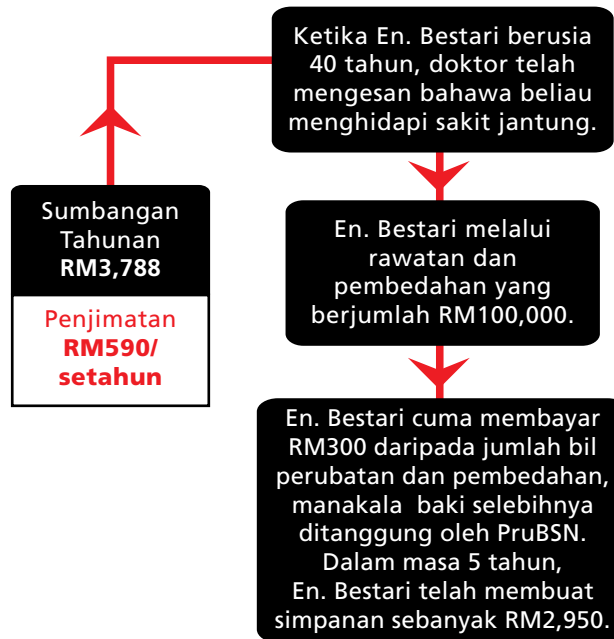 Sumbangan
Tahunan
RM3,788
Penjimatan
RM590/
setahun
Ketika En. Bestari berusia
40 tahun, doktor telah
mengesan bahawa beliau
menghidapi sakit jantung.
En. Bestari melalui
rawatan dan
pembedahan yang
berjumlah RM100,000.
En. Bestari cuma membayar
RM300 daripada jumlah bil
perubatan dan pembedahan,
manakala baki selebihnya
ditanggung oleh PruBSN.
Dalam masa 5 tahun,
En. Bestari telah membuat
simpanan sebanyak RM2,950.